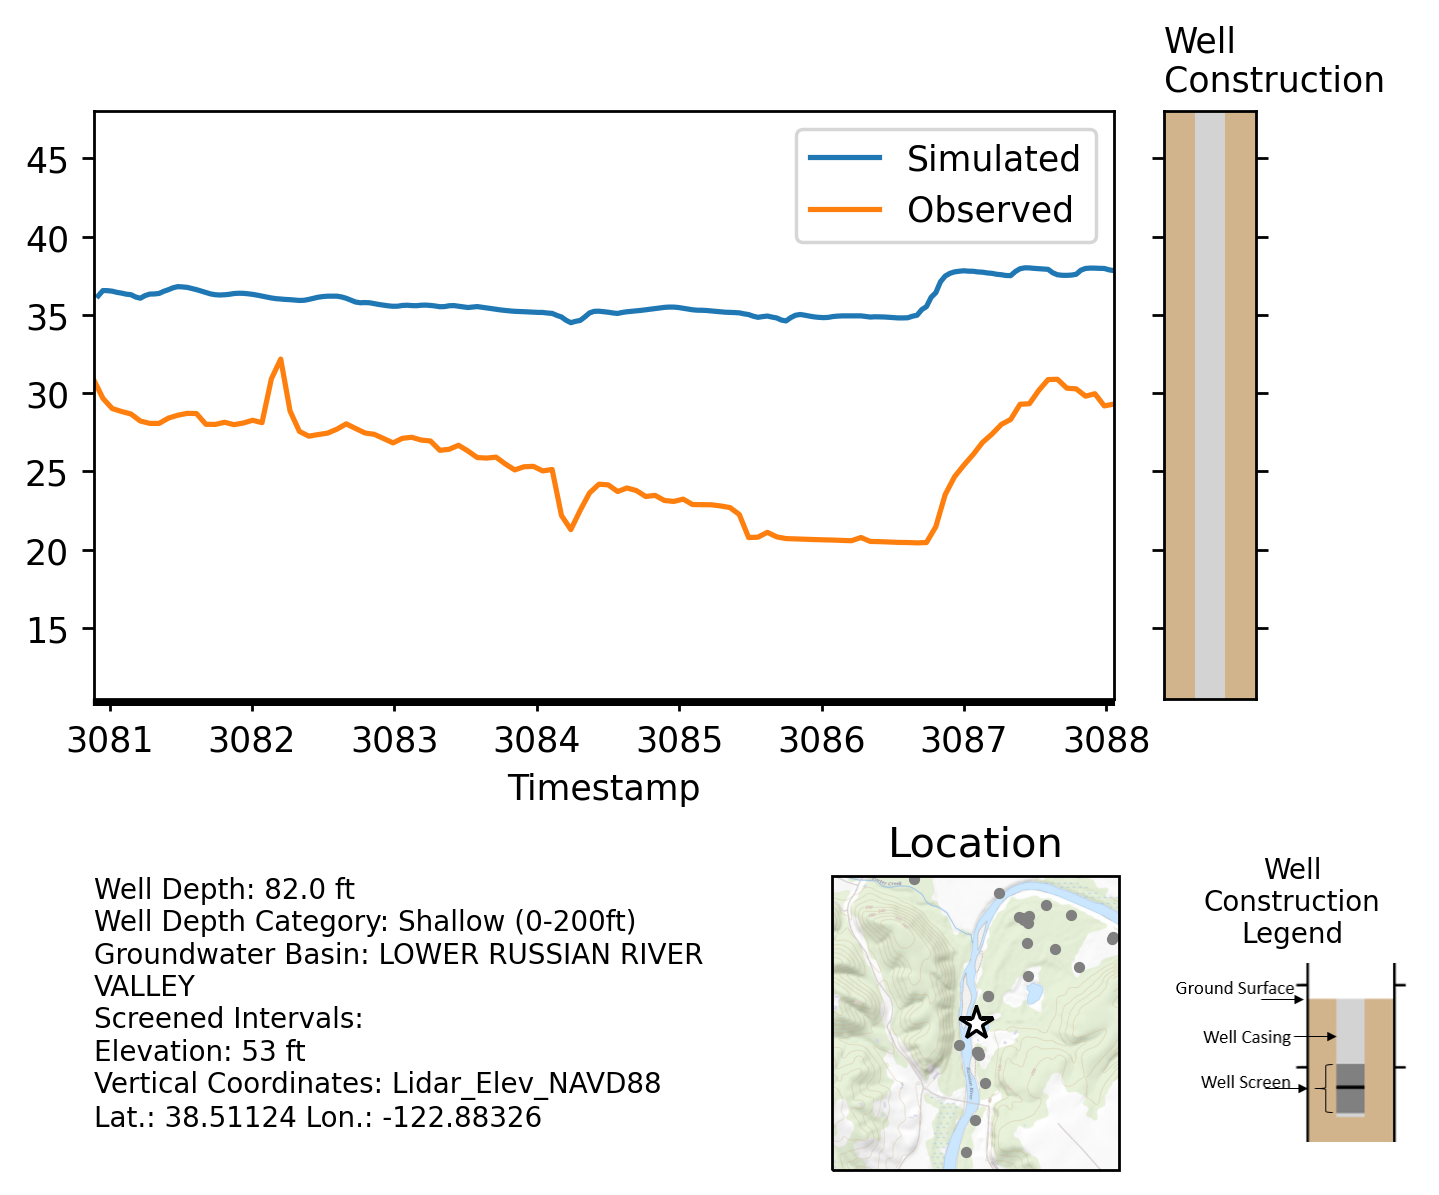 Well
Construction
Simulated
Observed
45
40
35
30
25
20
15
3081 3082 3083 3084 3085 3086 3087 3088
Timestamp
Well Depth: 82.0 ft
Well Depth Category: Shallow (0-200ft)
Groundwater Basin: LOWER RUSSIAN RIVER
VALLEY
Screened Intervals:
Elevation: 53 ft
Vertical Coordinates: Lidar_Elev_NAVD88
Lat.: 38.51124 Lon.: -122.88326
Location
Well
Construction
Legend
Ground Surface
Well Casing
Well Screen